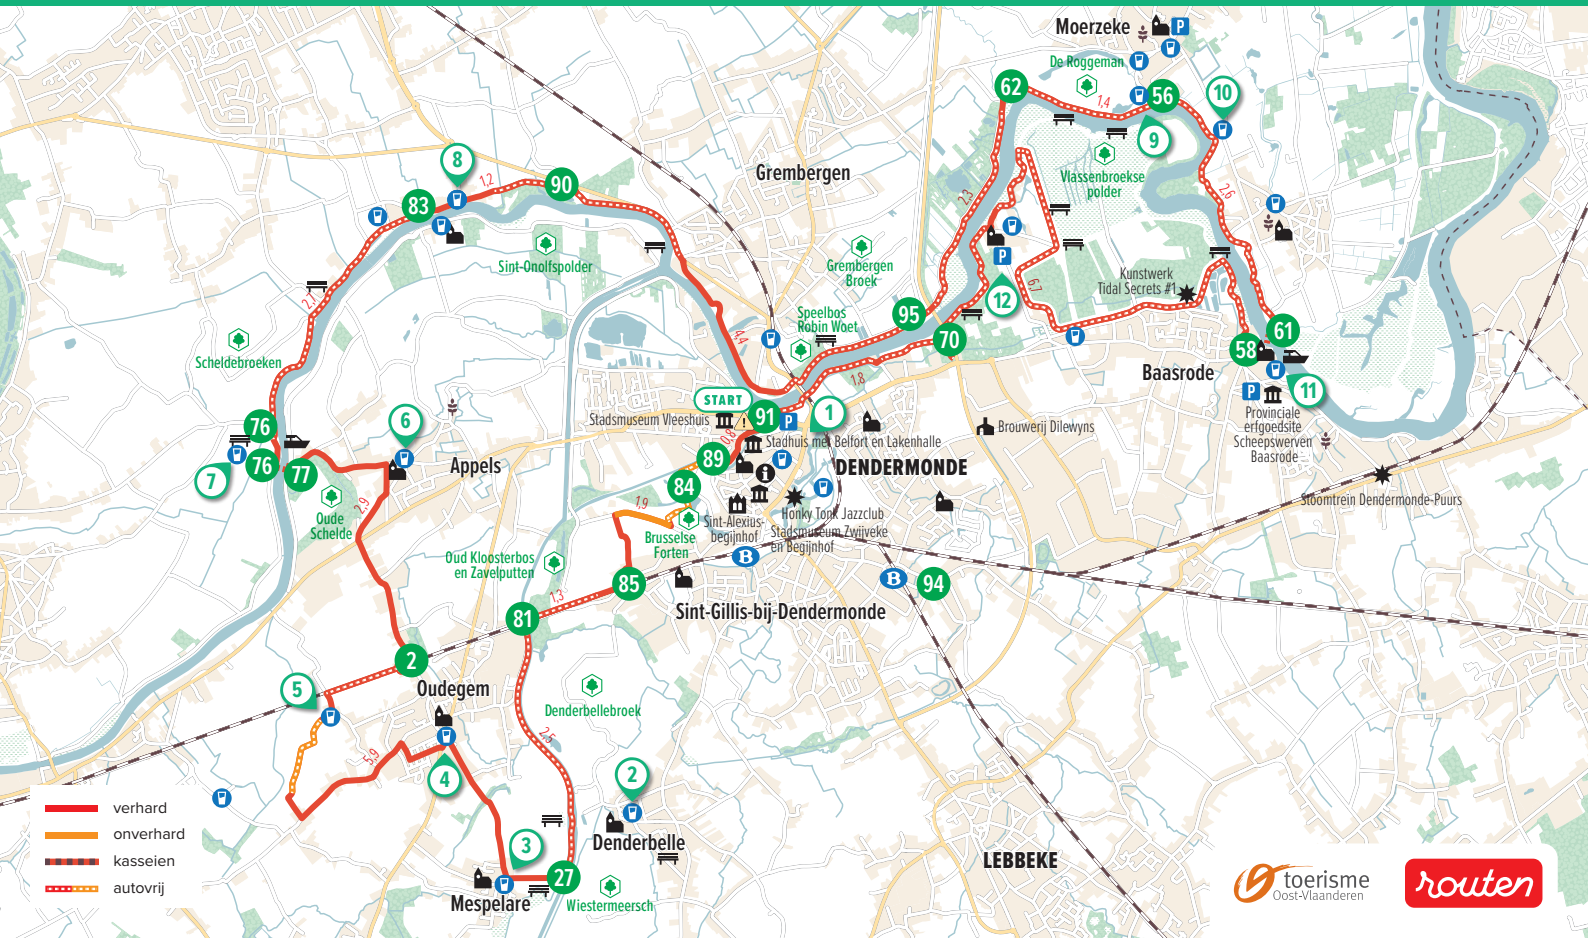 Moerzeke
P
De Roggeman
62
1,4
56
10
9
Vlassenbroekse
polder
8
1,2
90
83
Grembergen
2,3
2,6
Sint-Onolfspolder
Grembergen
Broek
P
Kunstwerk
Tidal Secrets #1
12
6,7
2,7
Speelbos
Robin Woet
95
70
61
58
Scheldebroeken
4,4
1,8
Baasrode
11
P
START
76
6
Stadsmuseum Vleeshuis
91
P
1
Provinciale
erfgoedsite
Scheepswerven
Baasrode
Brouwerij Dilewyns
0,8
Stadhuis met Belfort en Lakenhalle
76
7
77
Appels
89
DENDERMONDE
84
2,9
Oude
Schelde
1,9
Stoomtrein Dendermonde-Puurs
Honky Tonk Jazzclub
Sint-Alexius-
begijnhof
Stadsmuseum Zwijveke
en Begijnhof
Brusselse
Forten
B
Oud Kloosterbos
en Zavelputten
85
B
94
1,3
81
Sint-Gillis-bij-Dendermonde
2
5
Oudegem
Denderbellebroek
2,5
5,9
4
2
verhard
onverhard
kasseien
autovrij
Denderbelle
3
27
Mespelare
Wiestermeersch
LEBBEKE
toerisme
Oost-Vlaanderen
routen